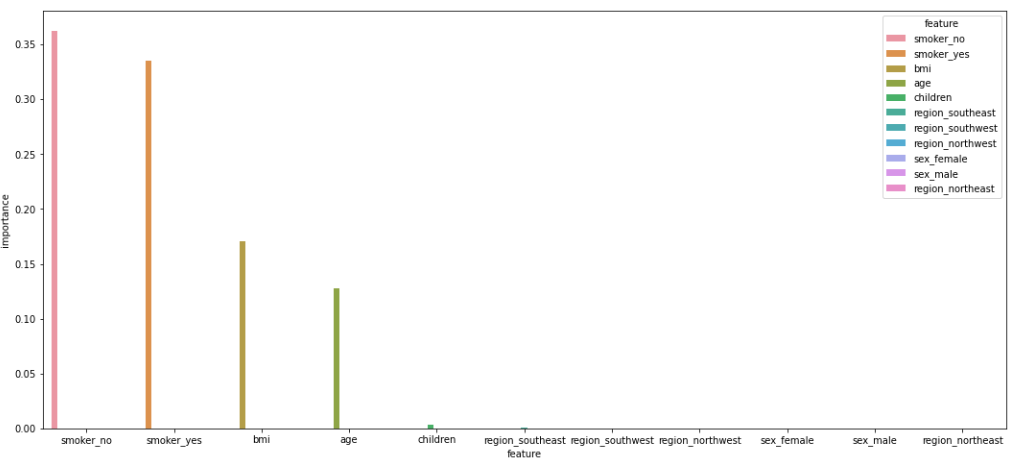 feature
smoker_no
smoker_yes
bmi
age
children
region_southeast
region_southwest
region_northwest
sex_female
sex_male
region_northeast
importance
0.35
0.30
0.25
0.20
0.15
0.10
0.05
0.00
smoker_no smoker_yes bmi age children region_southeast region_southwest region_northwest sex_female sex_male region_northeast
feature